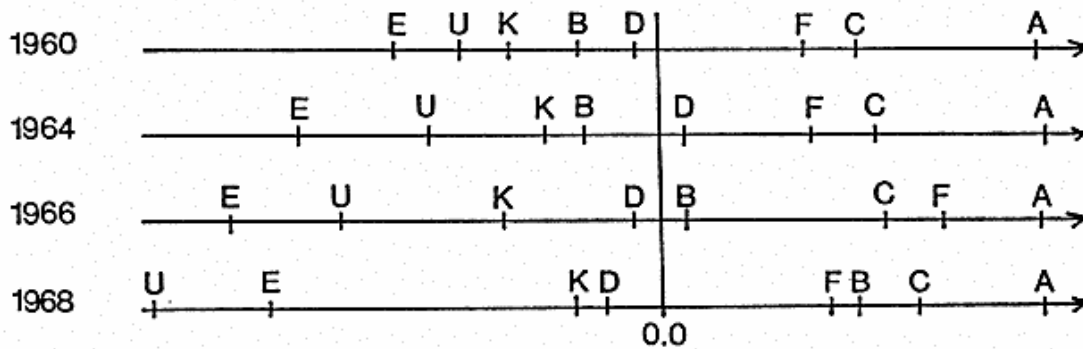 E U K B D F C A
1960
E U K B D F C A
1964
E U K D B C F A
1966
U E K D F B C A
1968
0.0